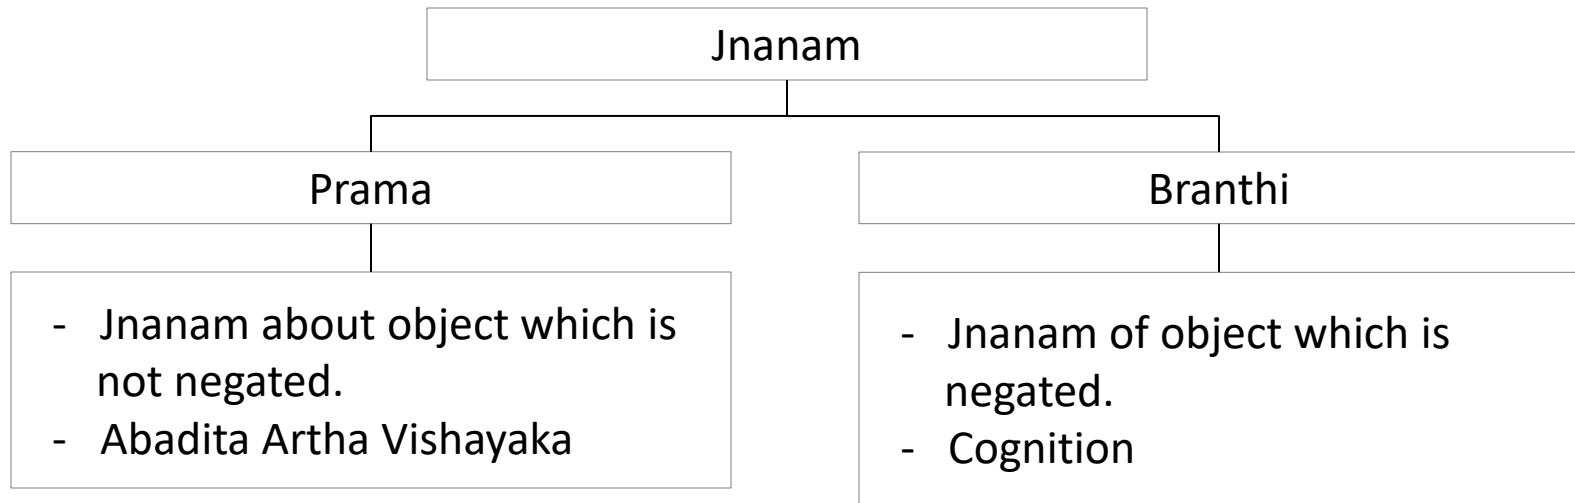 Jnanam
Prama
Branthi
- Jnanam about object which is
not negated.
- Abadita Artha Vishayaka
- Jnanam of object which is
negated.
- Cognition